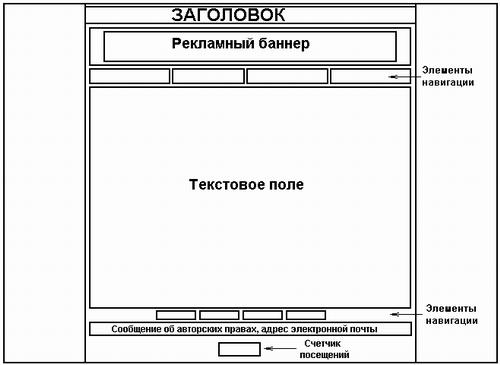 ЗАГОЛОВОК
Рекламный баннер
Элементы
навигации
Текстовое поле
Элементы
навигации
Сообщение об авторских правах, адрес электронной почты
Счетчик
посещений